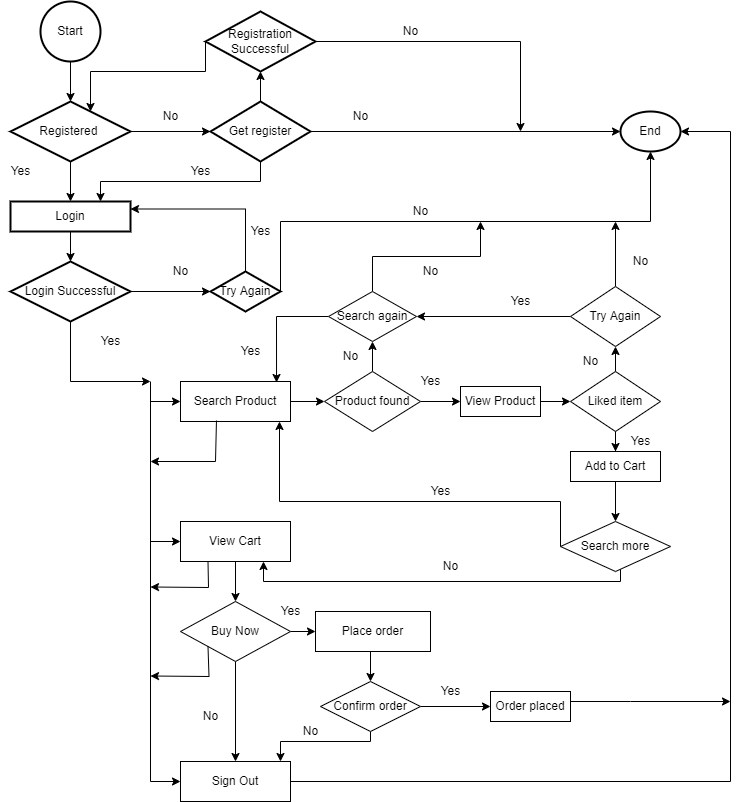 Start
Registration
Successful
No
Registered
No
Get register
No
End
Yes
Yes
Login
No
Yes
Login Successful
No
Try Again
No
No
Search again
Yes
Try Again
Yes
Yes
No
No
Search Product
Product found
Yes
View Product
Liked item
Yes
Add to Cart
Yes
View Cart
Search more
No
Yes
Buy Now
Place order
Confirm order
Yes
Order placed
No
No
Sign Out